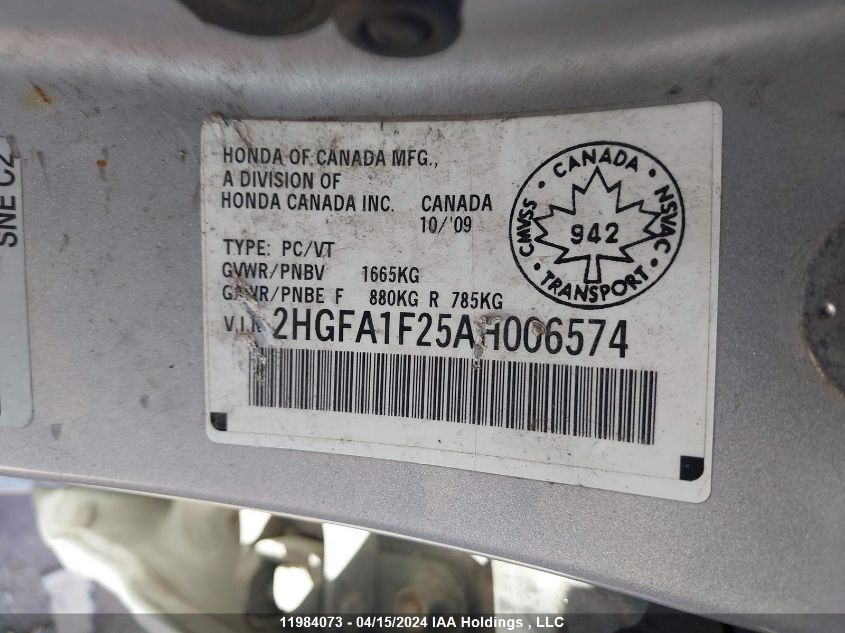 SNE C2
HONDA OF CANADA MFG.,
A DIVISION OF
HONDA CANADA INC. CANADA
10/'09
TYPE: PC/VT
GVWR/PNBV 1665KG
GAWR/PNBE F 880KG R 785KG
V.I.N. 2HGFA1F25AH006574
CANADA
CMVSS
NSVAC
942
TRANSPORT
11984073 - 04/15/2024 IAA Holdings , LLC